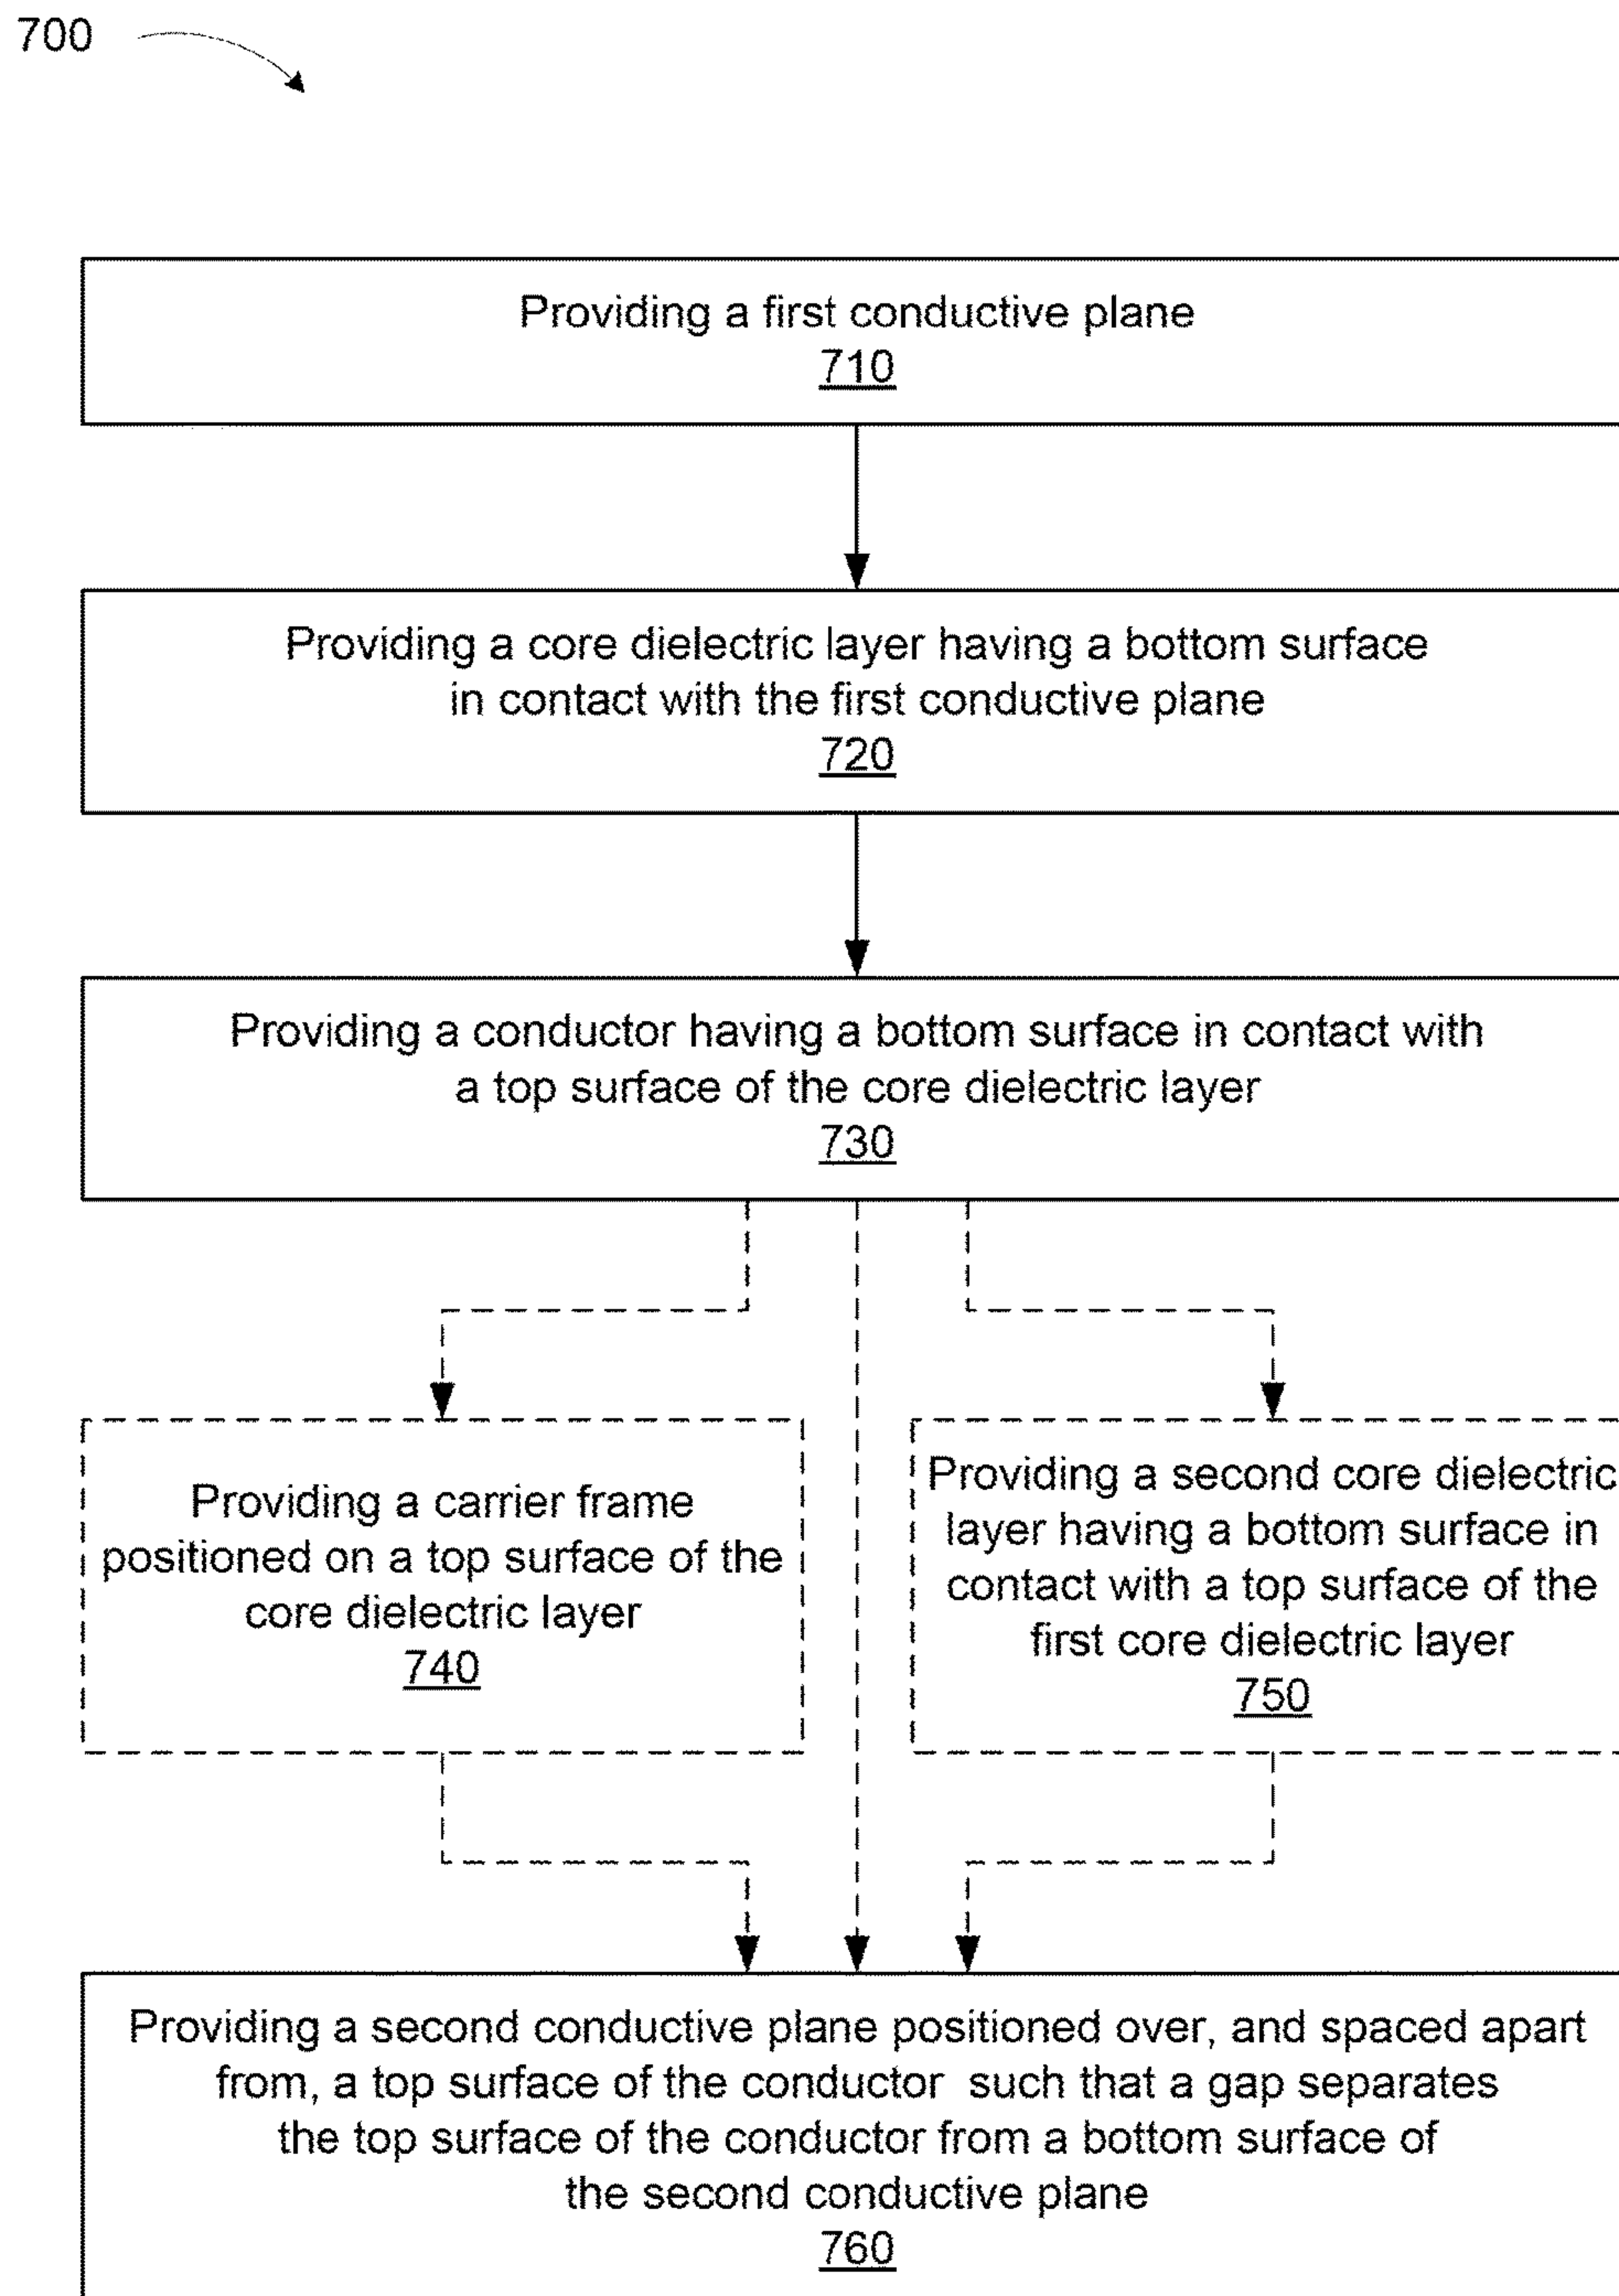 700
Providing a first conductive plane
710
Providing a core dielectric layer having a bottom surface
in contact with the first conductive plane
720
Providing a conductor having a bottom surface in contact with
a top surface of the core dielectric layer
730
Providing a carrier frame
positioned on a top surface of the
core dielectric layer
740
Providing a second core dielectric
layer having a bottom surface in
contact with a top surface of the
first core dielectric layer
750
Providing a second conductive plane positioned over, and spaced apart
from, a top surface of the conductor such that a gap separates
the top surface of the conductor from a bottom surface of
the second conductive plane
760